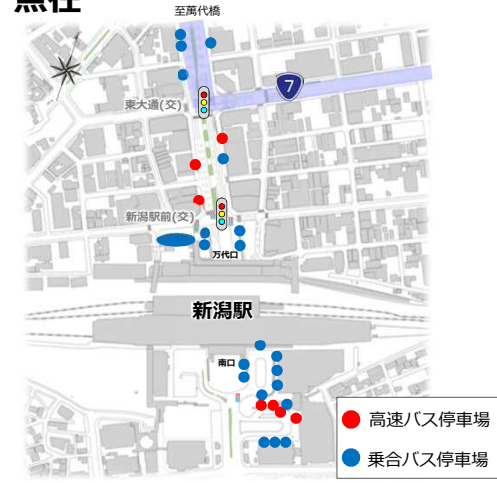 至萬代橋
7
東大通(交)
新潟駅前(交)
万代口
新潟駅
南口
高速バス停車場
乗合バス停車場